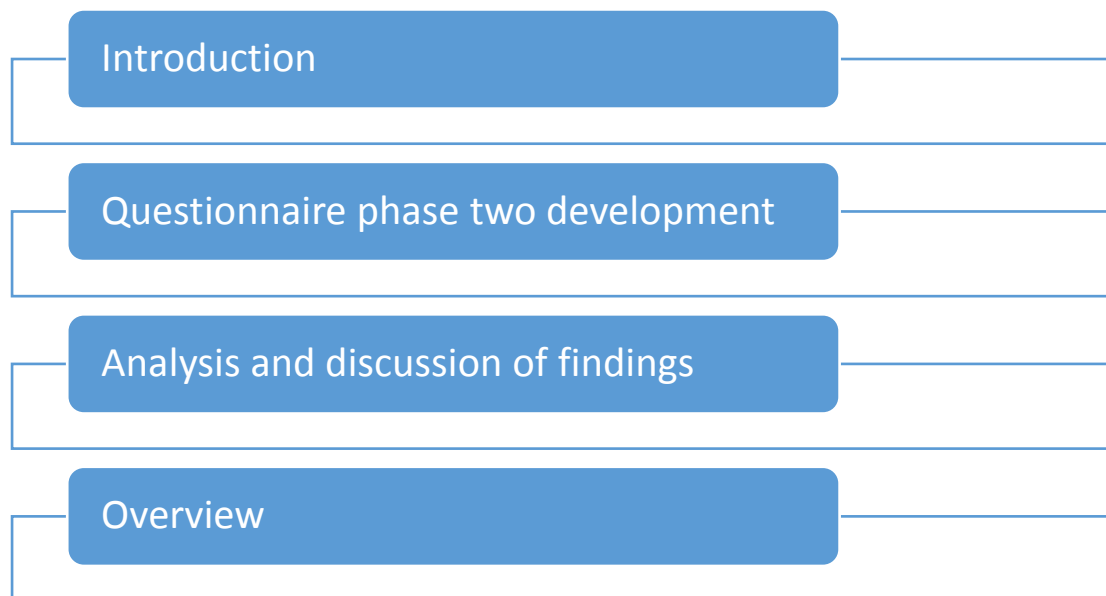 Introduction
Questionnaire phase two development
Analysis and discussion of findings
Overview